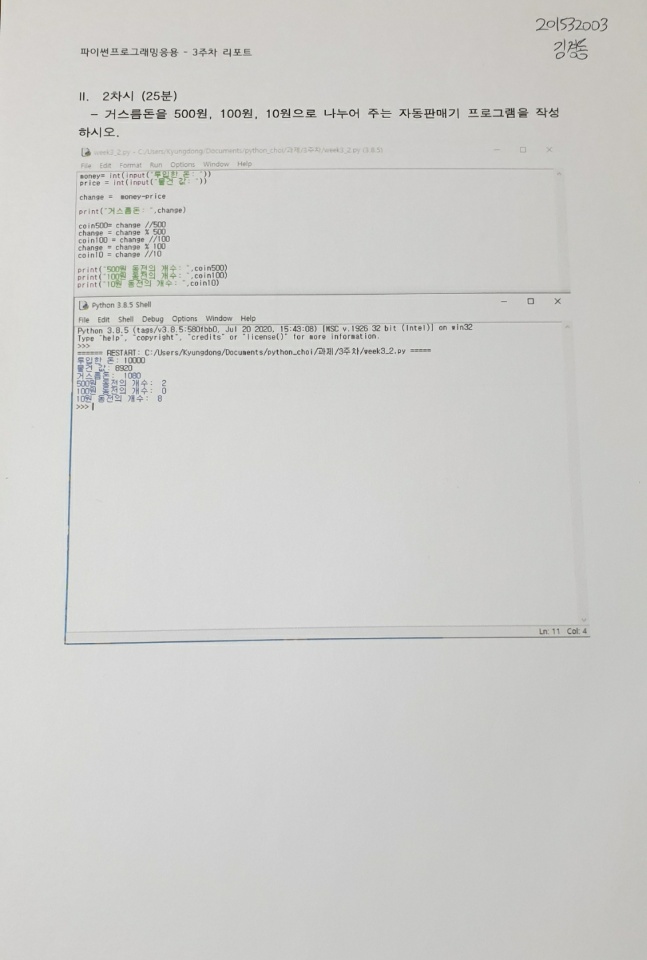 201532003
김경동
파이썬프로그래밍응용 - 3주차 리포트
II. 2차시 (25분)
- 거스름돈을 500원, 100원, 10원으로 나누어 주는 자동판매기 프로그램을 작성
하시오.
week3_2.py - C:/Users/Kyungdong/Documents/python_choi/과제/3주차/week3_2.py (3.8.5)
File Edit Format Run Options Window Help
money= int(input("투입한 돈: "))
price = int(input("물건 값: "))
change = money-price
print("거스름돈: ",change)
coin500= change //500
change = change % 500
coin100 = change //100
change = change % 100
coin10 = change //10
print("500원 동전의 개수: ",coin500)
print("100원 동전의 개수: ",coin100)
print("10원 동전의 개수: ",coin10)
Python 3.8.5 Shell
File Edit Shell Debug Options Window Help
Python 3.8.5 (tags/v3.8.5:580fbb0, Jul 20 2020, 15:43:08) [MSC v.1926 32 bit (Intel)] on win32
Type "help", "copyright", "credits" or "license()" for more information.
>>>
====== RESTART: C:/Users/Kyungdong/Documents/python_choi/과제/3주차/week3_2.py =====
투입한 돈: 10000
물건 값: 8920
거스름돈: 1080
500원 동전의 개수: 2
100원 동전의 개수: 0
10원 동전의 개수: 8
>>>
Ln: 11 Col: 4